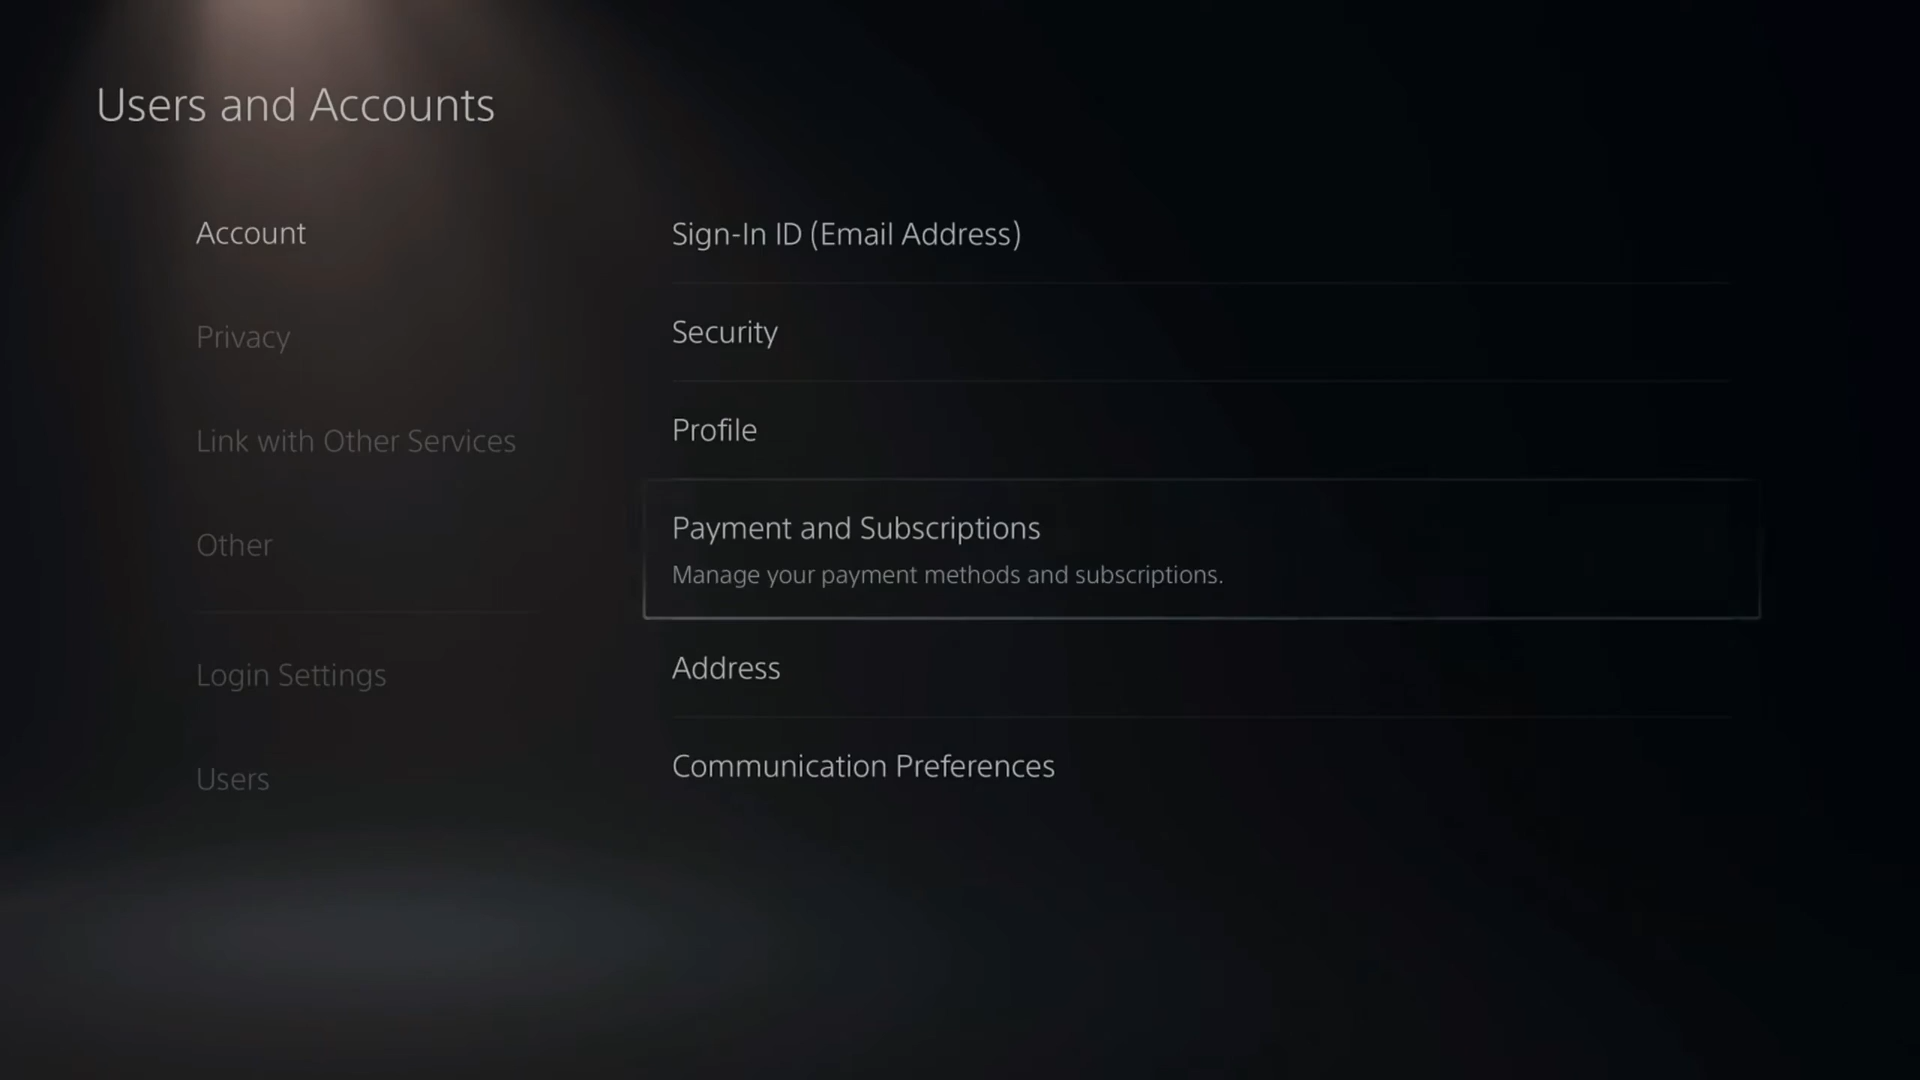 Users and Accounts
Account
Privacy
Link with Other Services
Other
Login Settings
Users
Sign-In ID (Email Address)
Security
Profile
Payment and Subscriptions
Manage your payment methods and subscriptions.
Address
Communication Preferences